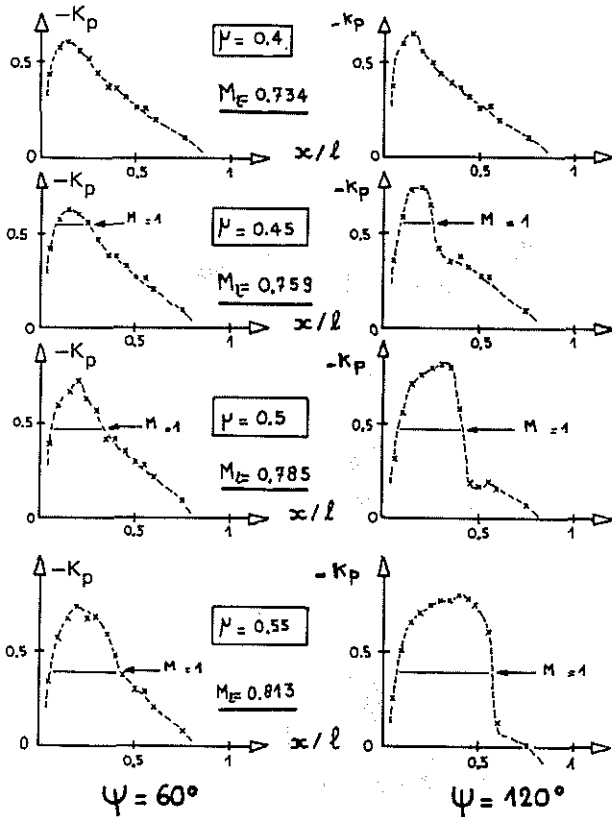 −Kp
0.5
0
0.5
1
x/l
μ = 0.4
Mℓ= 0.734
−Kp
0.5
0
0.5
1
−Kp
M = 1
0.5
0
0.5
1
x/l
μ = 0.45
Mℓ= 0.759
−Kp
M = 1
0.5
0
0.5
1
−Kp
M = 1
0.5
0
0.5
1
x/l
μ = 0.5
Mℓ= 0.785
−Kp
M = 1
0.5
0
0.5
1
−Kp
M = 1
0.5
0
0.5
1
x/l
μ = 0.55
Mℓ= 0.813
−Kp
M = 1
0.5
0
0.5
1
Ψ = 60°
Ψ = 120°